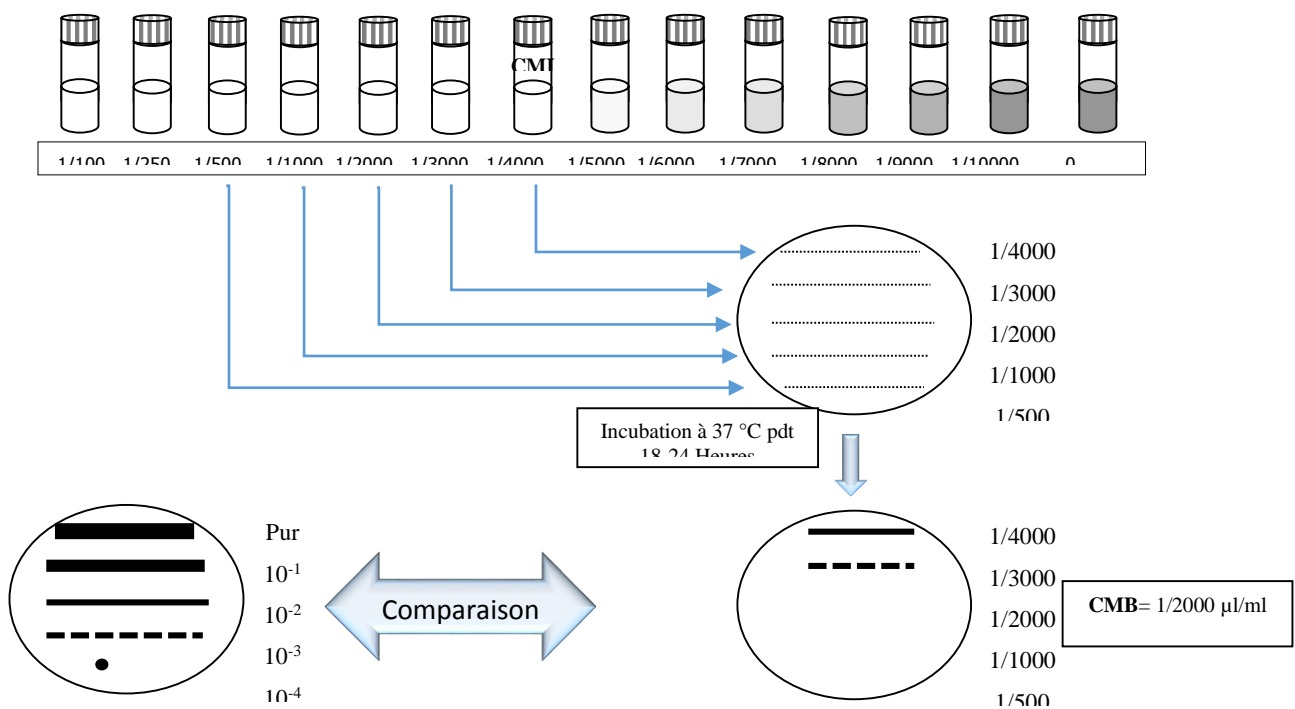 CMI
1/100 1/250 1/500 1/1000 1/2000 1/3000 1/4000 1/5000 1/6000 1/7000 1/8000 1/9000 1/10000 0
1/4000
1/3000
1/2000
1/1000
1/500
Incubation à 37 °C pdt
18-24 Heures
Pur
10⁻¹
10⁻²
10⁻³
10⁻⁴
Comparaison
1/4000
1/3000
1/2000
1/1000
1/500
CMB= 1/2000 µl/ml